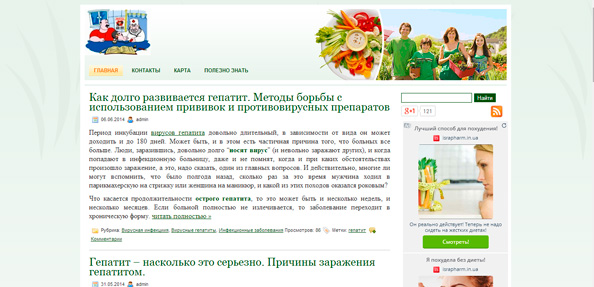 ГЛАВНАЯ КОНТАКТЫ КАРТА ПОЛЕЗНО ЗНАТЬ
Как долго развивается гепатит. Методы борьбы с
использованием прививок и противовирусных препаратов
06.06.2014 admin
Период инкубации вирусов гепатита довольно длительный, в зависимости от вида он может
доходить и до 180 дней. Может быть, и в этом есть частичная причина того, что больных все
больше. Люди, заразившись, довольно долго "носят вирус" (и невольно заражают других), и когда
попадают в инфекционную больницу, даже и не помнят, когда и при каких обстоятельствах
произошло заражение, а это, надо сказать, один из главных вопросов. И действительно, многие ли
могут вспомнить, что было полгода назад, сколько раз за это время мужчина ходил в
парикмахерскую на стрижку или женщина на маникюр, и какой из этих походов оказался роковым?
Что касается продолжительности острого гепатита, то это может быть и несколько недель, и
несколько месяцев. Если больной полностью не излечивается, то заболевание переходит в
хроническую форму. читать полностью »
Рубрики: Вирусная инфекция, Вирусные гепатиты, Инфекционные заболевания Просмотров: 86 Метки: гепатит
Комментарии
Гепатит – насколько это серьезно. Причины заражения
гепатитом.
31.05.2014 admin
Найти
g+1 121
Лучший способ для похудения!
israpharm.in.ua
Он реально действует! Теперь не надо
сидеть на жестких диетах!
Смотреть!
Я похудели без диеты!
israpharm.in.ua